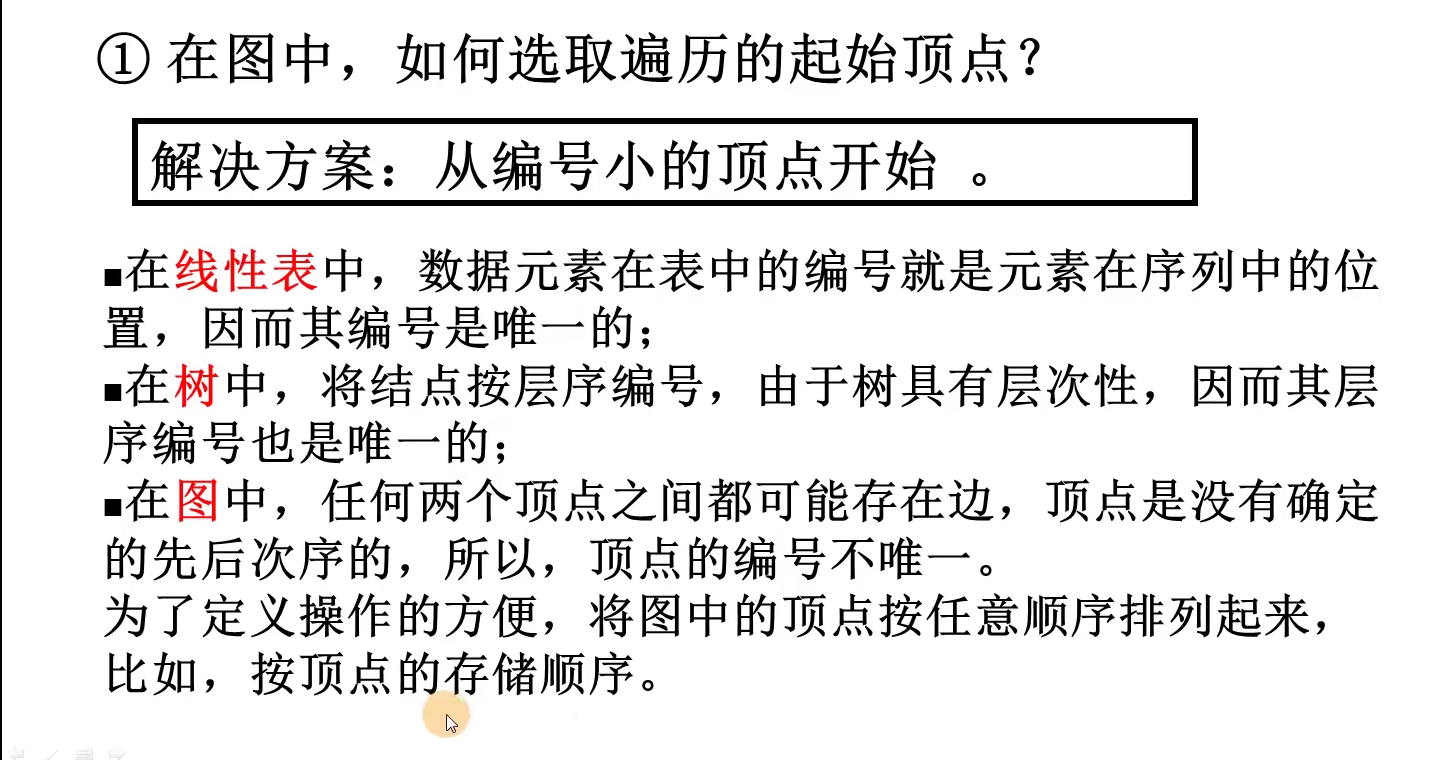 ① 在图中，如何选取遍历的起始顶点？
解决方案：从编号小的顶点开始 。
■在线性表中，数据元素在表中的编号就是元素在序列中的位
置，因而其编号是唯一的；
■在树中，将结点按层序编号，由于树具有层次性，因而其层
序编号也是唯一的；
■在图中，任何两个顶点之间都可能存在边，顶点是没有确定
的先后次序的，所以，顶点的编号不唯一。
为了定义操作的方便，将图中的顶点按任意顺序排列起来，
比如，按顶点的存储顺序。